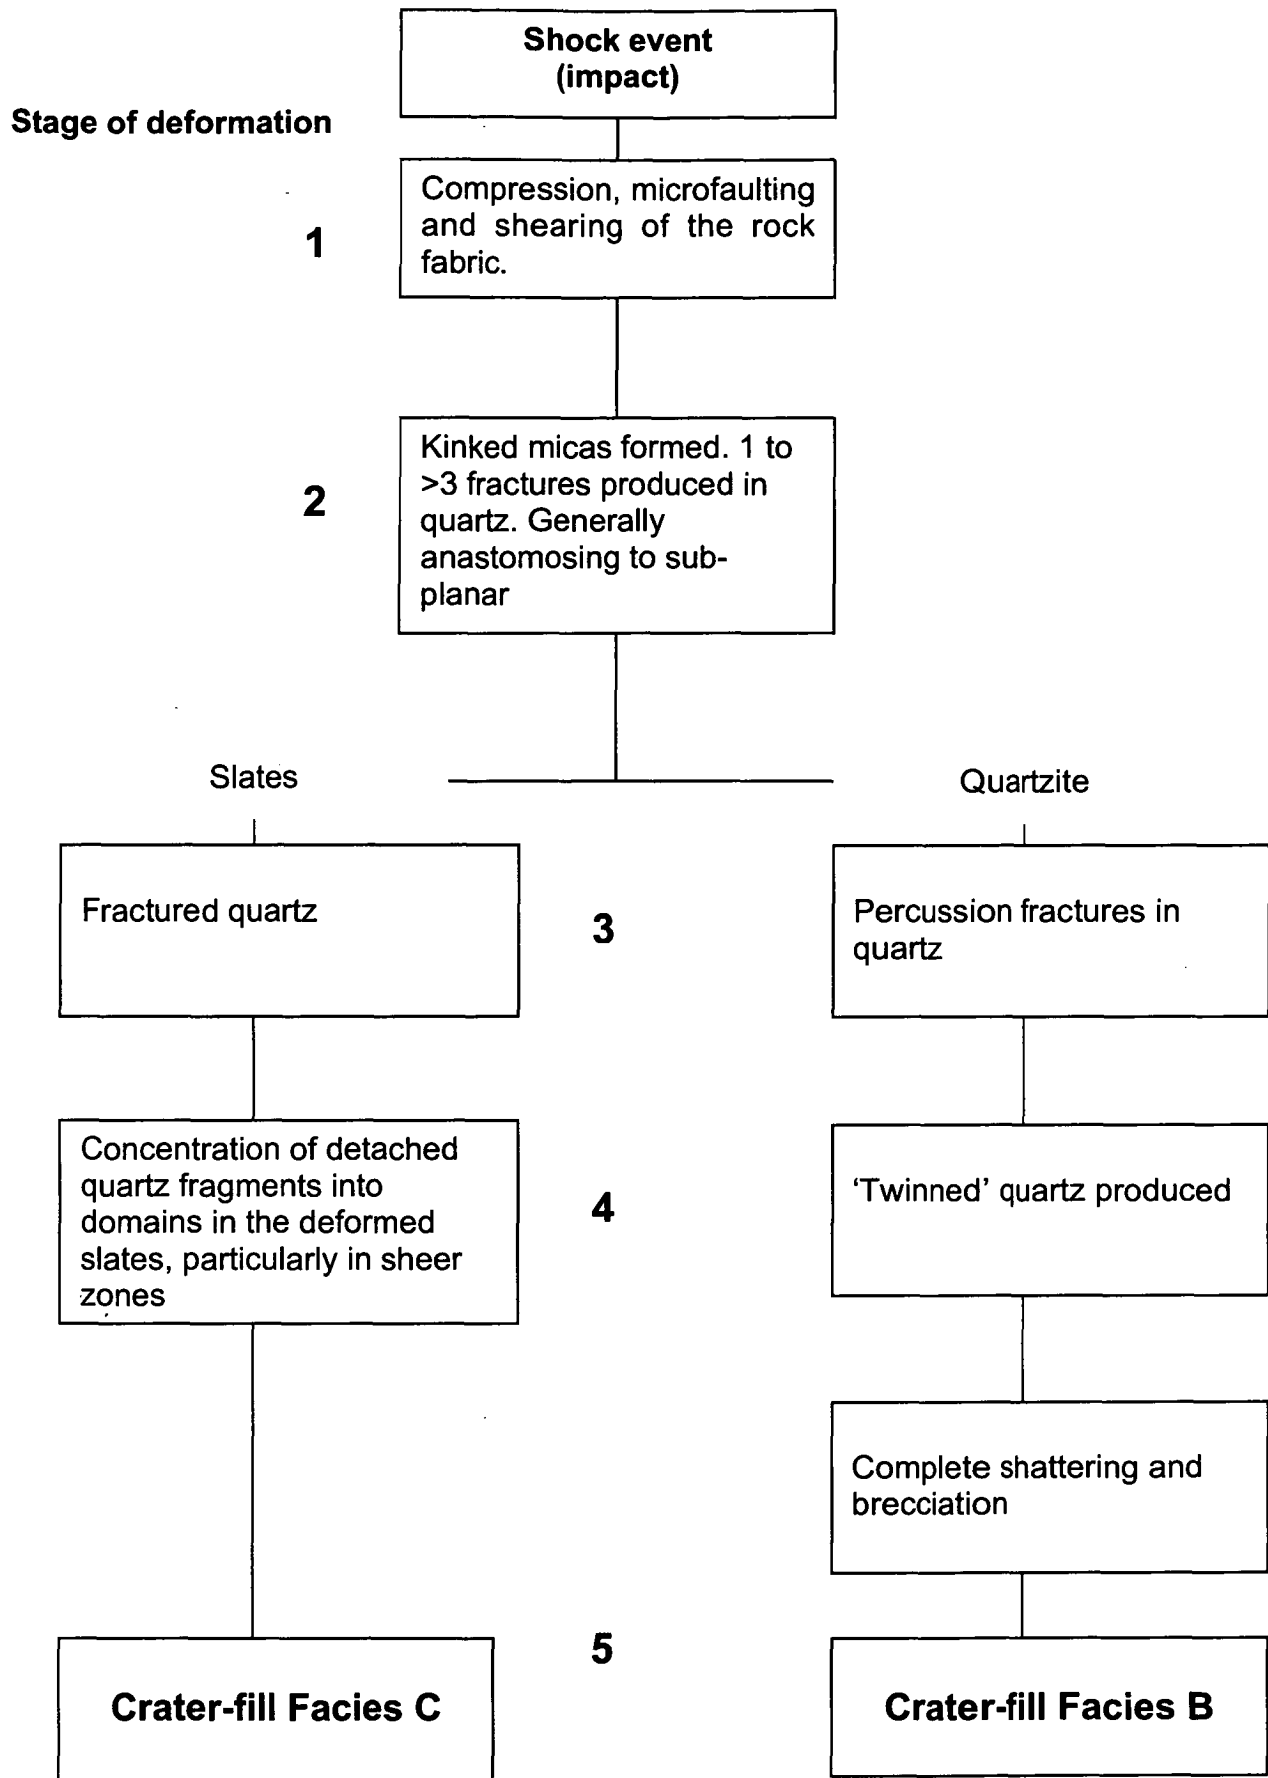 Shock event
(impact)
Stage of deformation
1
Compression, microfaulting
and shearing of the rock
fabric.
2
Kinked micas formed. 1 to
>3 fractures produced in
quartz. Generally
anastomosing to sub-
planar
Slates
Quartzite
Fractured quartz
3
Percussion fractures in
quartz
Concentration of detached
quartz fragments into
domains in the deformed
slates, particularly in sheer
zones
4
‘Twinned’ quartz produced
Complete shattering and
brecciation
5
Crater-fill Facies C
Crater-fill Facies B